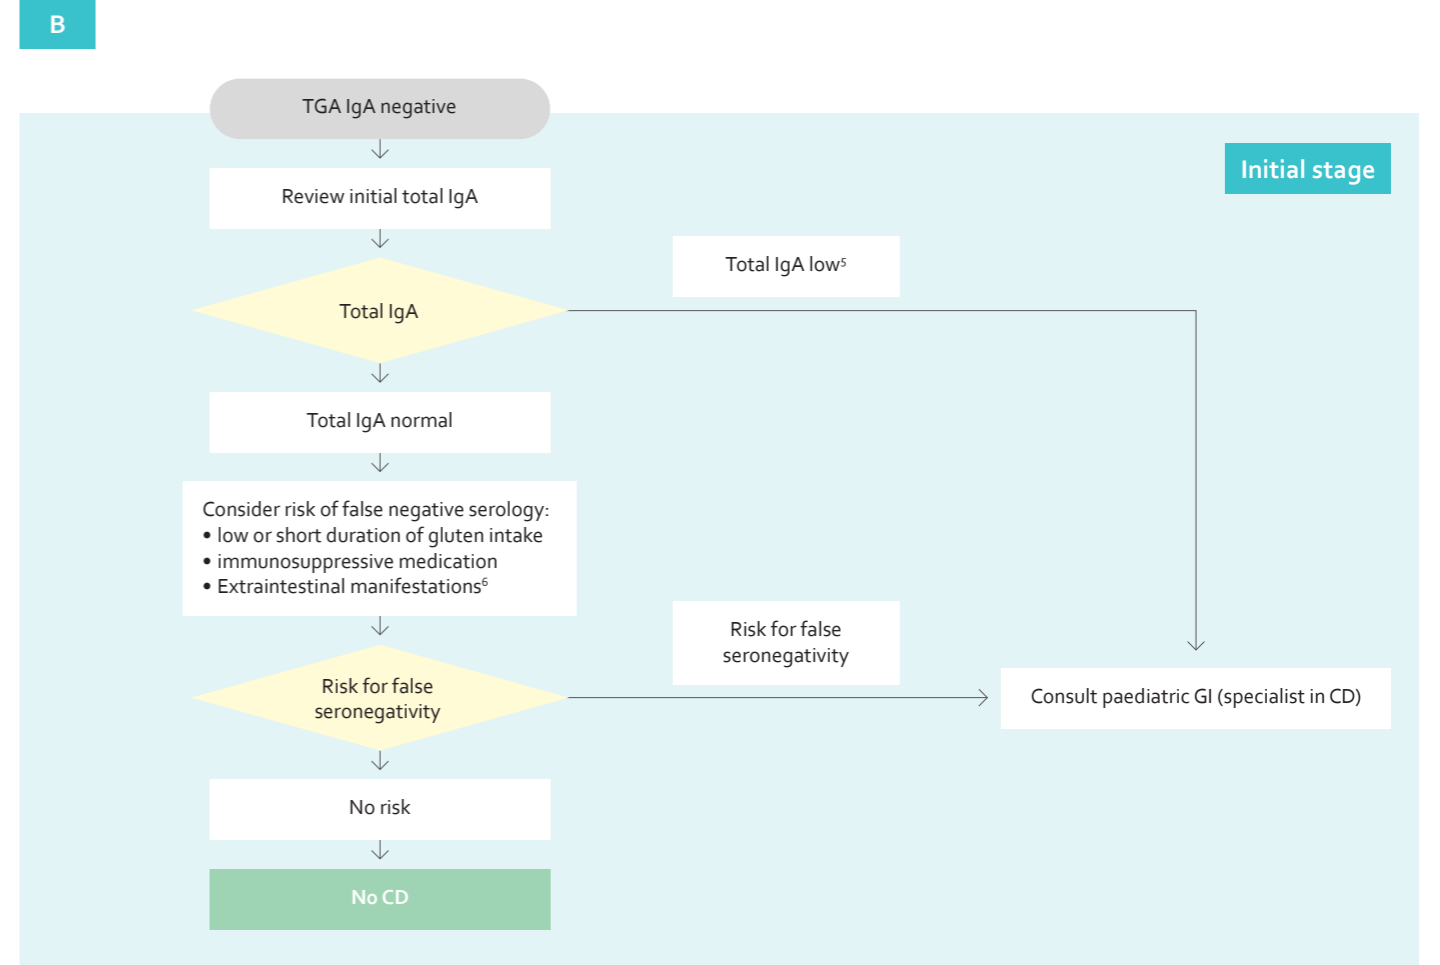 B
TGA IgA negative
Initial stage
Review initial total IgA
Total IgA low⁵
Total IgA
Total IgA normal
Consider risk of false negative serology:
• low or short duration of gluten intake
• immunosuppressive medication
• Extraintestinal manifestations⁶
Risk for false
seronegativity
Risk for false
seronegativity
Consult paediatric GI (specialist in CD)
No risk
No CD